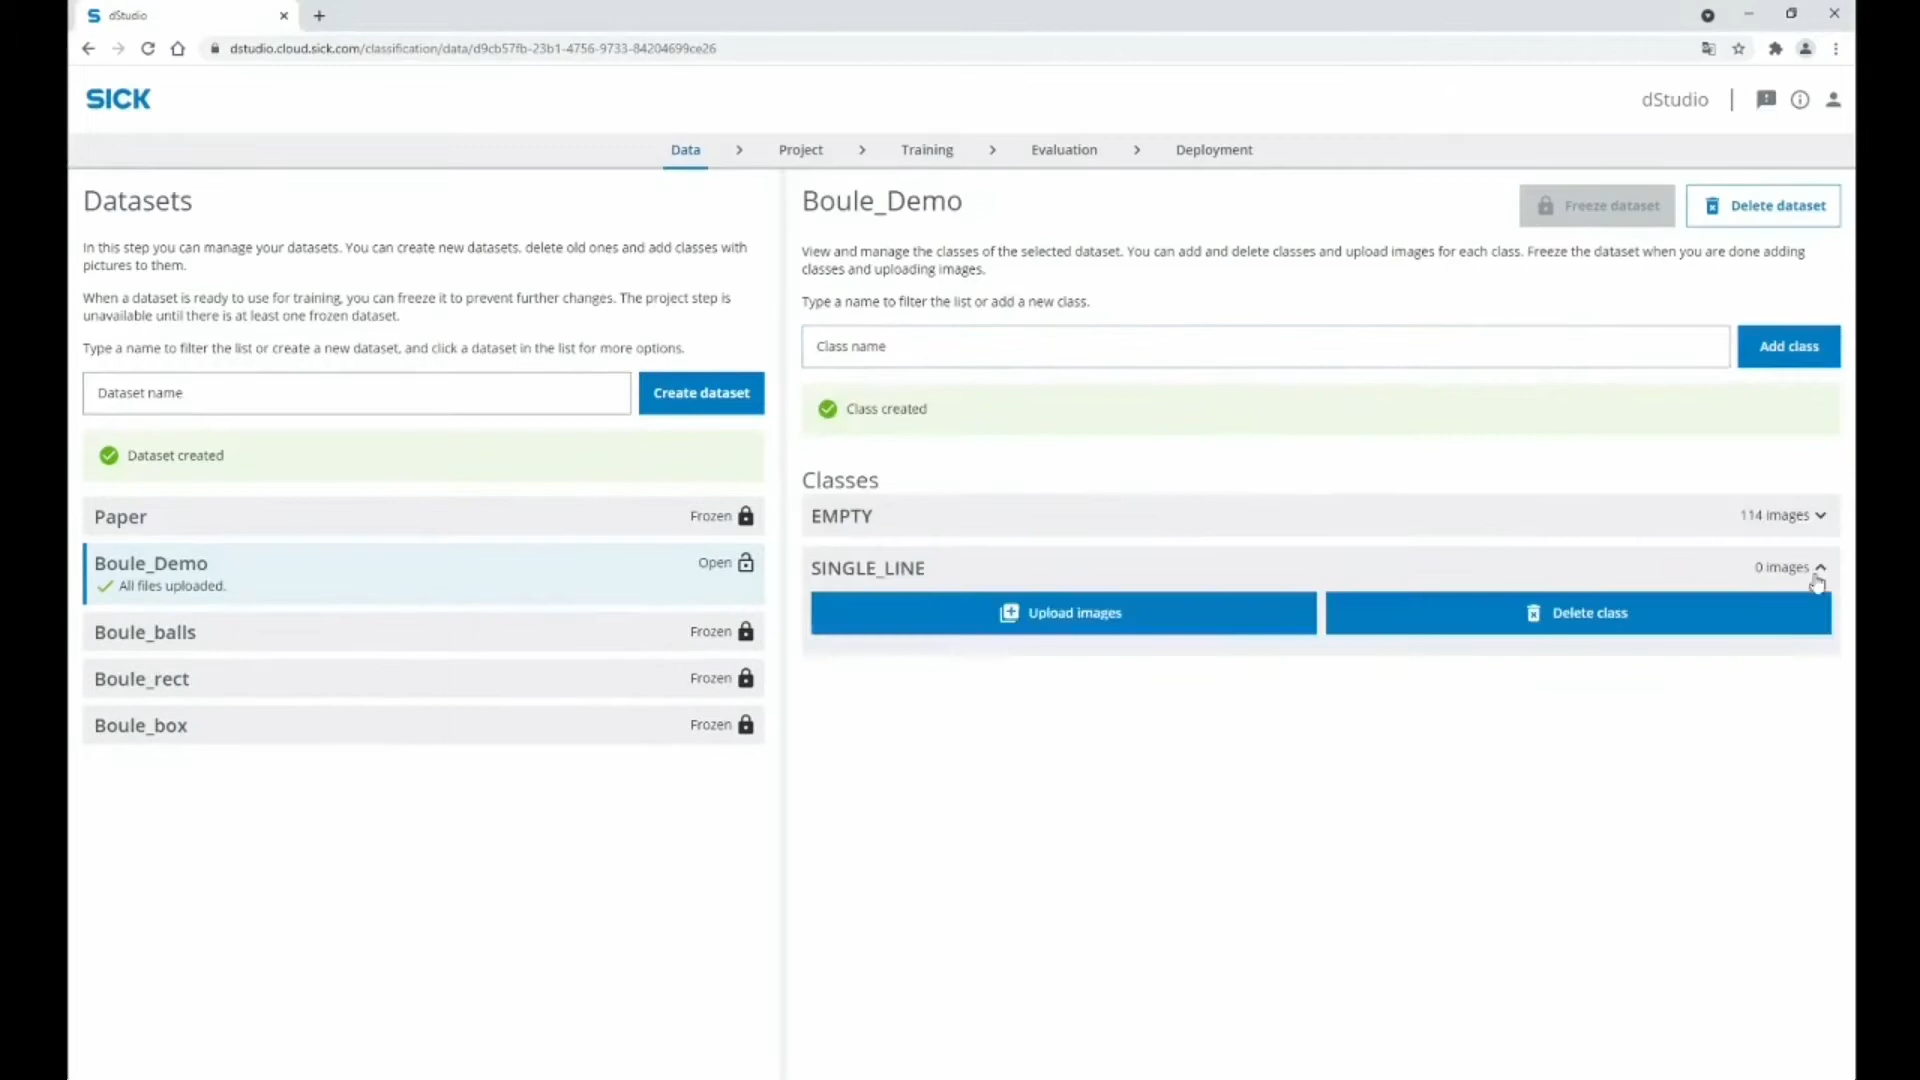 dStudio
dstudio.cloud.sick.com/classification/data/d9cb57fb-23b1-4756-9733-84204699ce26
SICK
dStudio
Data
Project
Training
Evaluation
Deployment
Datasets
In this step you can manage your datasets. You can create new datasets, delete old ones and add classes with
pictures to them.
When a dataset is ready to use for training, you can freeze it to prevent further changes. The project step is
unavailable until there is at least one frozen dataset.
Type a name to filter the list or create a new dataset, and click a dataset in the list for more options.
Dataset name
Create dataset
Dataset created
Paper
Frozen
Boule_Demo
Open
All files uploaded.
Boule_balls
Frozen
Boule_rect
Frozen
Boule_box
Frozen
Boule_Demo
Freeze dataset
Delete dataset
View and manage the classes of the selected dataset. You can add and delete classes and upload images for each class. Freeze the dataset when you are done adding
classes and uploading images.
Type a name to filter the list or add a new class.
Class name
Add class
Class created
Classes
EMPTY
114 images
SINGLE_LINE
0 images
Upload images
Delete class